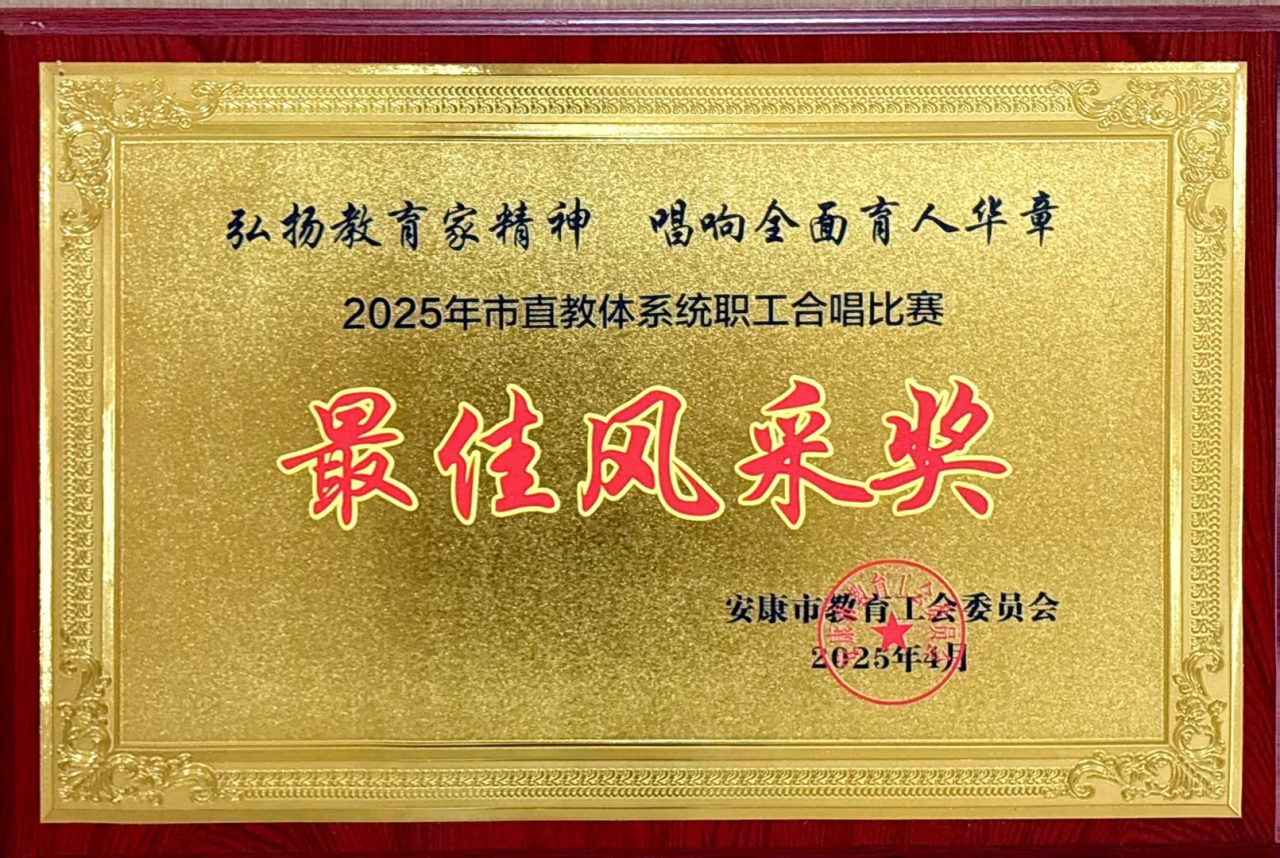 弘扬教育家精神 唱响全面育人华章
2025年市直教体系统职工合唱比赛
最佳风采奖
安康市教育工会委员会
2025年4月